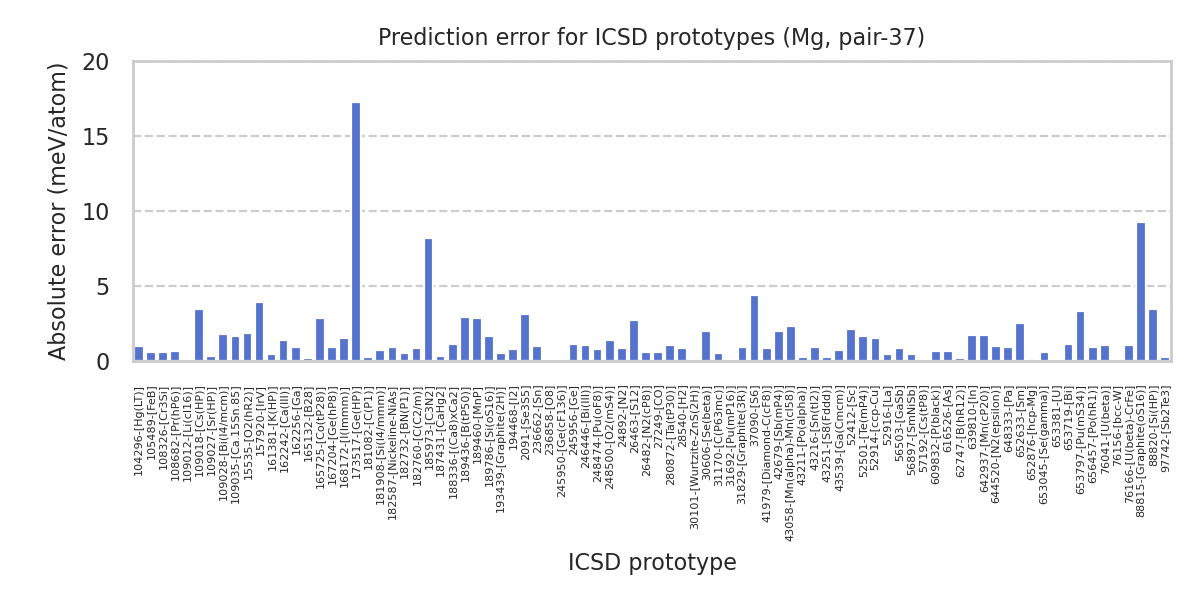 Prediction error for ICSD prototypes (Mg, pair-37)
Absolute error (meV/atom)
20
15
10
5
0
104296-[Hg(LT)]
105489-[FeB]
108326-[Cr3Si]
108682-[Pr(hP6)]
109012-[Li(cI16)]
109018-[Cs(HP)]
109027-[Sr(HP)]
109028-[Bi(I4/mcm)]
109035-[Ca.15Sn.85]
15535-[O2(hR2)]
157920-[IrV]
161381-[K(HP)]
162242-[Ca(III)]
162256-[Ga]
165132-[B28]
165725-[Co(tP28)]
167204-[Ge(hP8)]
168172-[I(Immm)]
173517-[Ge(HP)]
181082-[C(P1)]
181908-[Si(I4/mmm)]
182587-[Nickeline-NiAs]
182732-[BN(P1)]
182760-[C(C2/m)]
185973-[C3N2]
187431-[CaHg2]
188336-[(Ca8)xCa2]
189436-[B(tP50)]
189460-[MnP]
189786-[Si(oS16)]
193439-[Graphite(2H)]
194468-[I2]
2091-[Se3S5]
236662-[Sn]
236858-[O8]
245950-[Ge(cF136)]
245956-[Ge]
246446-[Bi(III)]
248474-[Pu(oF8)]
248500-[O2(mS4)]
24892-[N2]
26463-[S12]
26482-[N2(cP8)]
27249-[CO]
280872-[Ta(tP30)]
28540-[H2]
30101-[Wurtzite-ZnS(2H)]
30606-[Se(beta)]
31170-[C(P63mc)]
31692-[Pu(mP16)]
31829-[Graphite(3R)]
37090-[S6]
41979-[Diamond-C(cF8)]
42679-[Sb(mP4)]
43058-[Mn(alpha)-Mn(cI58)]
43211-[Po(alpha)]
43216-[Sn(tI2)]
43251-[S8(Fddd)]
43539-[Ga(Cmcm)]
52412-[Sc]
52501-[Te(mP4)]
52914-[ccp-Cu]
52916-[La]
56503-[GaSb]
56897-[SmNiSb]
57192-[Cs(tP8)]
609832-[P(black)]
616526-[As]
62747-[B(hR12)]
639810-[In]
642937-[Mn(cP20)]
644520-[N2(epsilon)]
648333-[Pa]
652633-[Sm]
652876-[hcp-Mg]
653045-[Se(gamma)]
653381-[U]
653719-[Bi]
653797-[Pu(mS34)]
656457-[Po(hR1)]
76041-[U(beta)]
76156-[bcc-W]
76166-[U(beta)-CrFe]
88815-[Graphite(oS16)]
88820-[Si(HP)]
97742-[Sb2Te3]
ICSD prototype